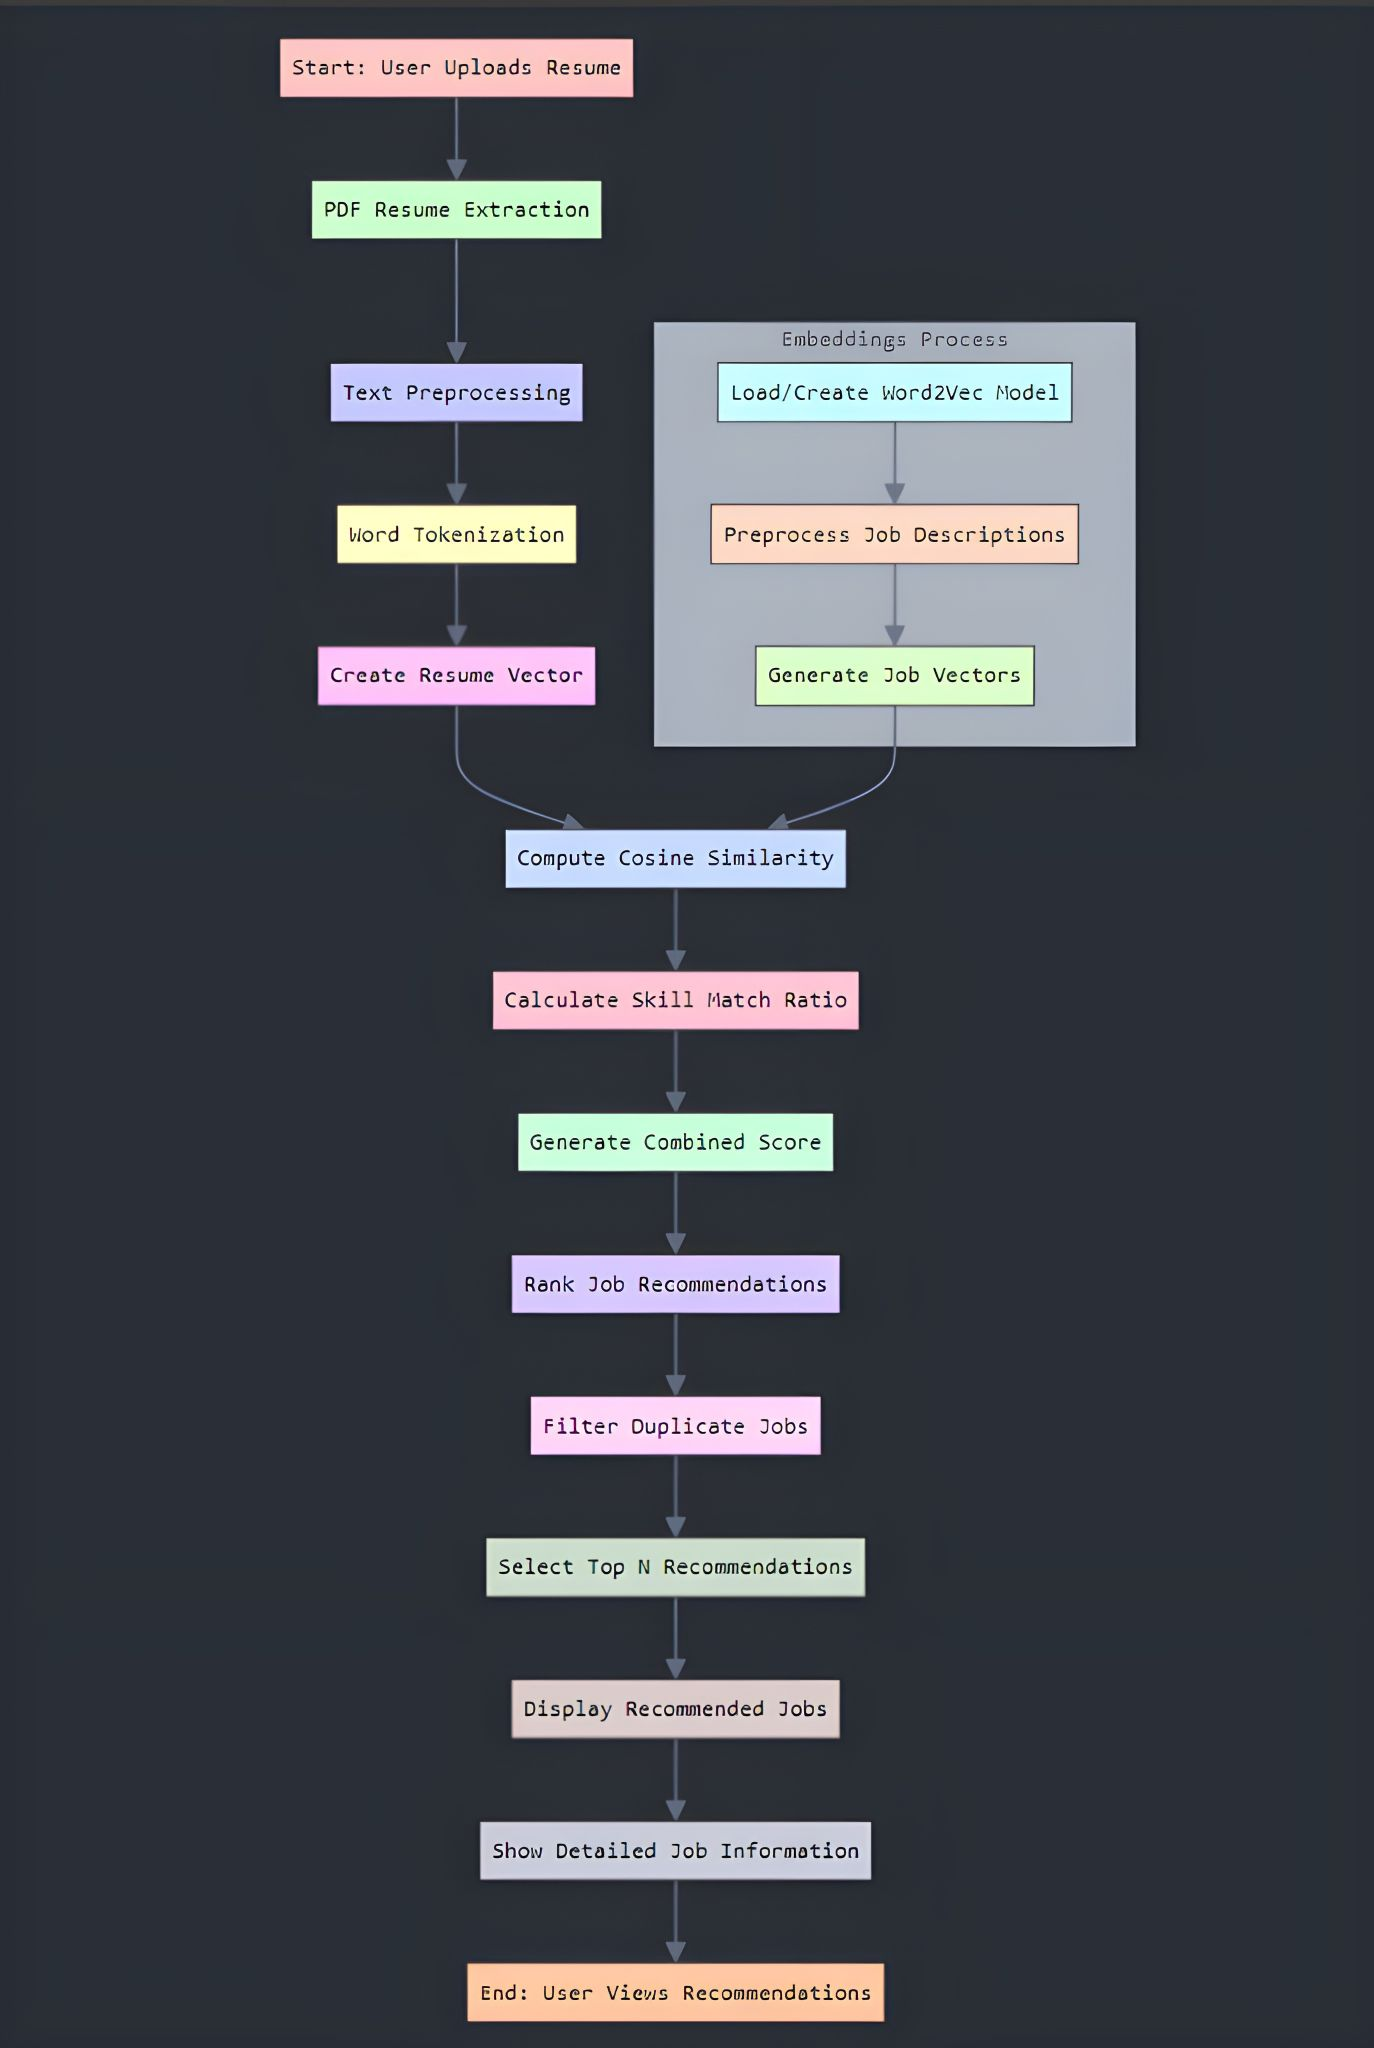 Start: User Uploads Resume
PDF Resume Extraction
Text Preprocessing
Word Tokenization
Create Resume Vector
Embeddings Process
Load/Create Word2Vec Model
Preprocess Job Descriptions
Generate Job Vectors
Compute Cosine Similarity
Calculate Skill Match Ratio
Generate Combined Score
Rank Job Recommendations
Filter Duplicate Jobs
Select Top N Recommendations
Display Recommended Jobs
Show Detailed Job Information
End: User Views Recommendations